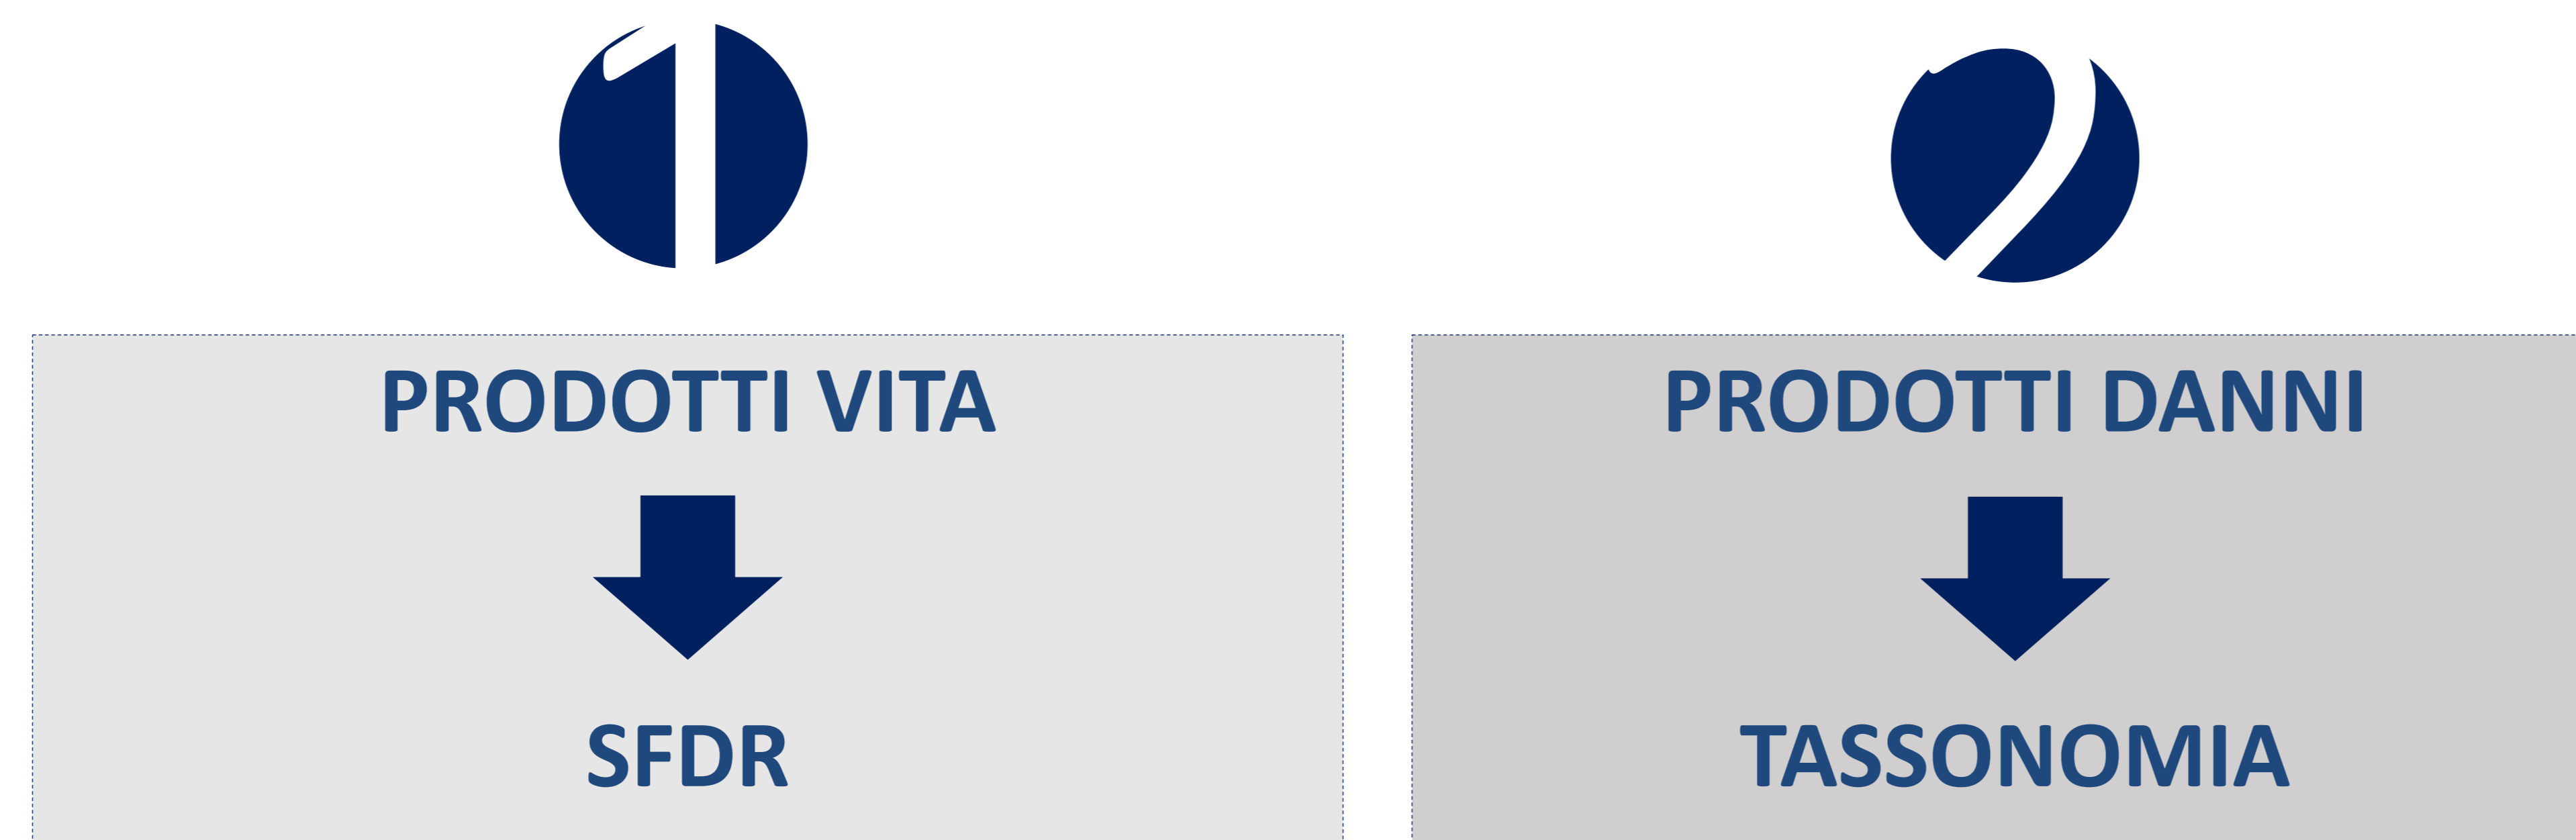 1
PRODOTTI VITA
SFDR
2
PRODOTTI DANNI
TASSONOMIA